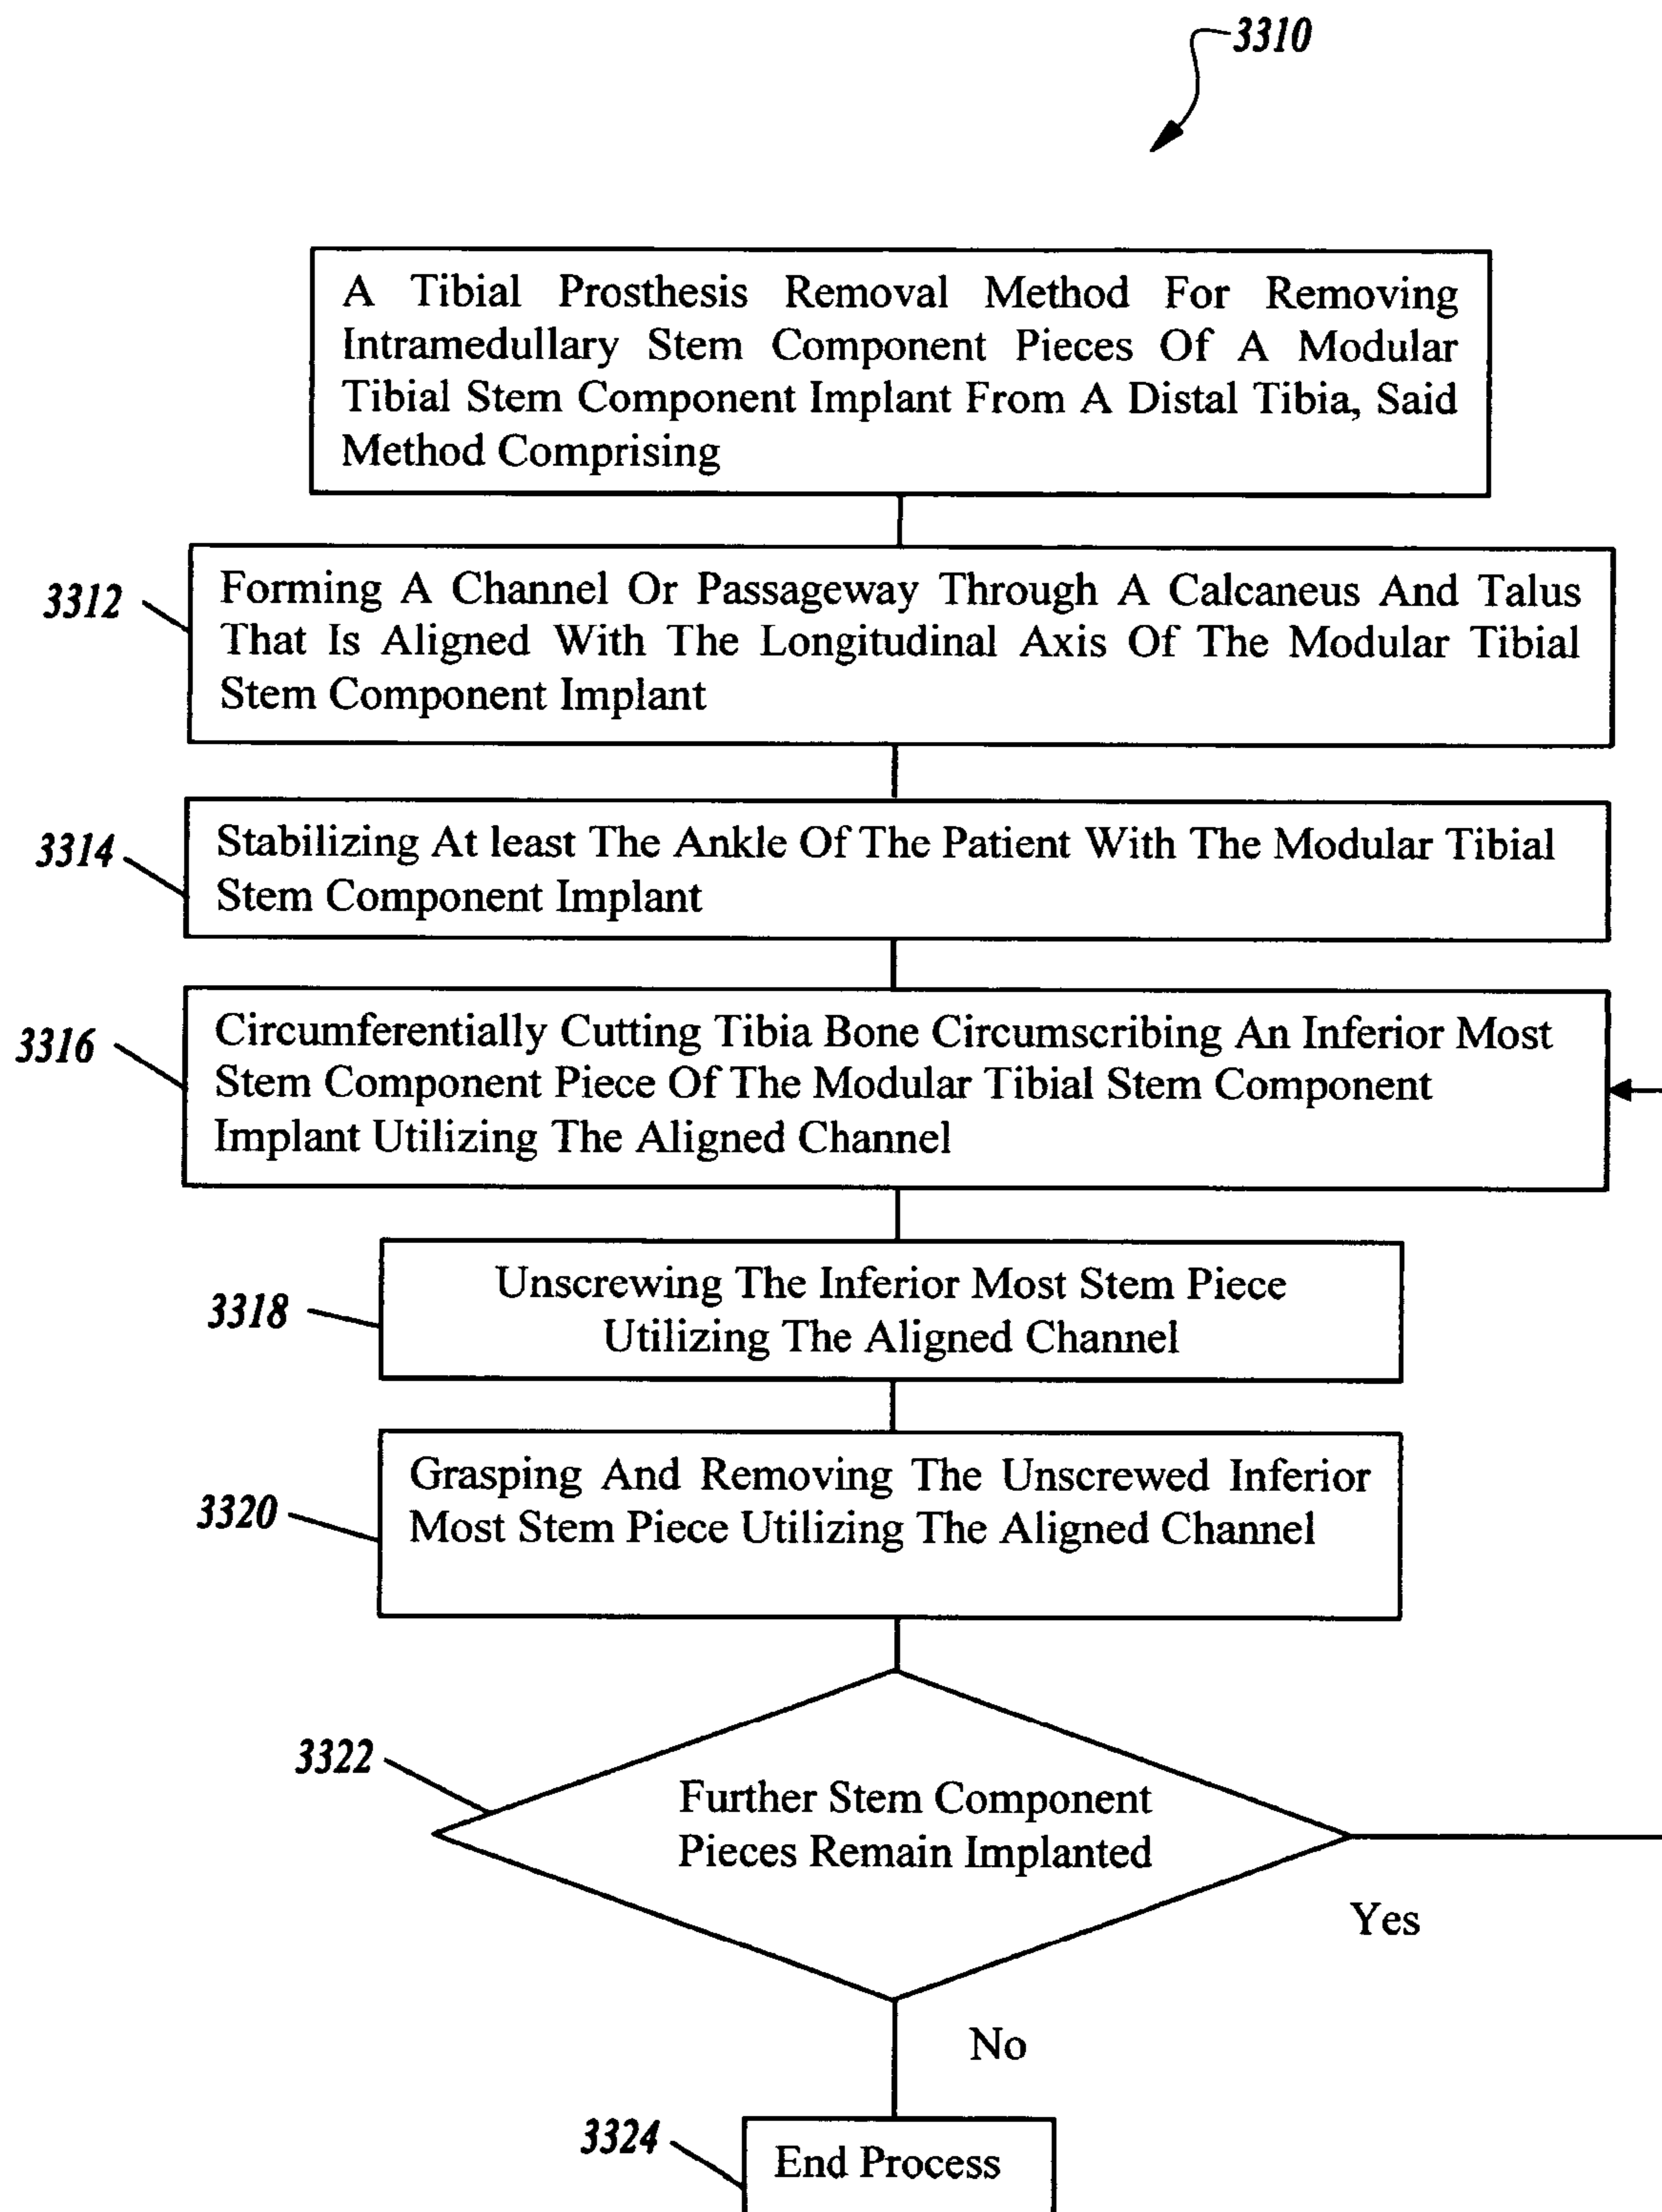 3310
A Tibial Prosthesis Removal Method For Removing
Intramedullary Stem Component Pieces Of A Modular
Tibial Stem Component Implant From A Distal Tibia, Said
Method Comprising
3312
Forming A Channel Or Passageway Through A Calcaneus And Talus
That Is Aligned With The Longitudinal Axis Of The Modular Tibial
Stem Component Implant
3314
Stabilizing At least The Ankle Of The Patient With The Modular Tibial
Stem Component Implant
3316
Circumferentially Cutting Tibia Bone Circumscribing An Inferior Most
Stem Component Piece Of The Modular Tibial Stem Component
Implant Utilizing The Aligned Channel
3318
Unscrewing The Inferior Most Stem Piece
Utilizing The Aligned Channel
3320
Grasping And Removing The Unscrewed Inferior
Most Stem Piece Utilizing The Aligned Channel
3322
Further Stem Component
Pieces Remain Implanted
Yes
No
3324
End Process